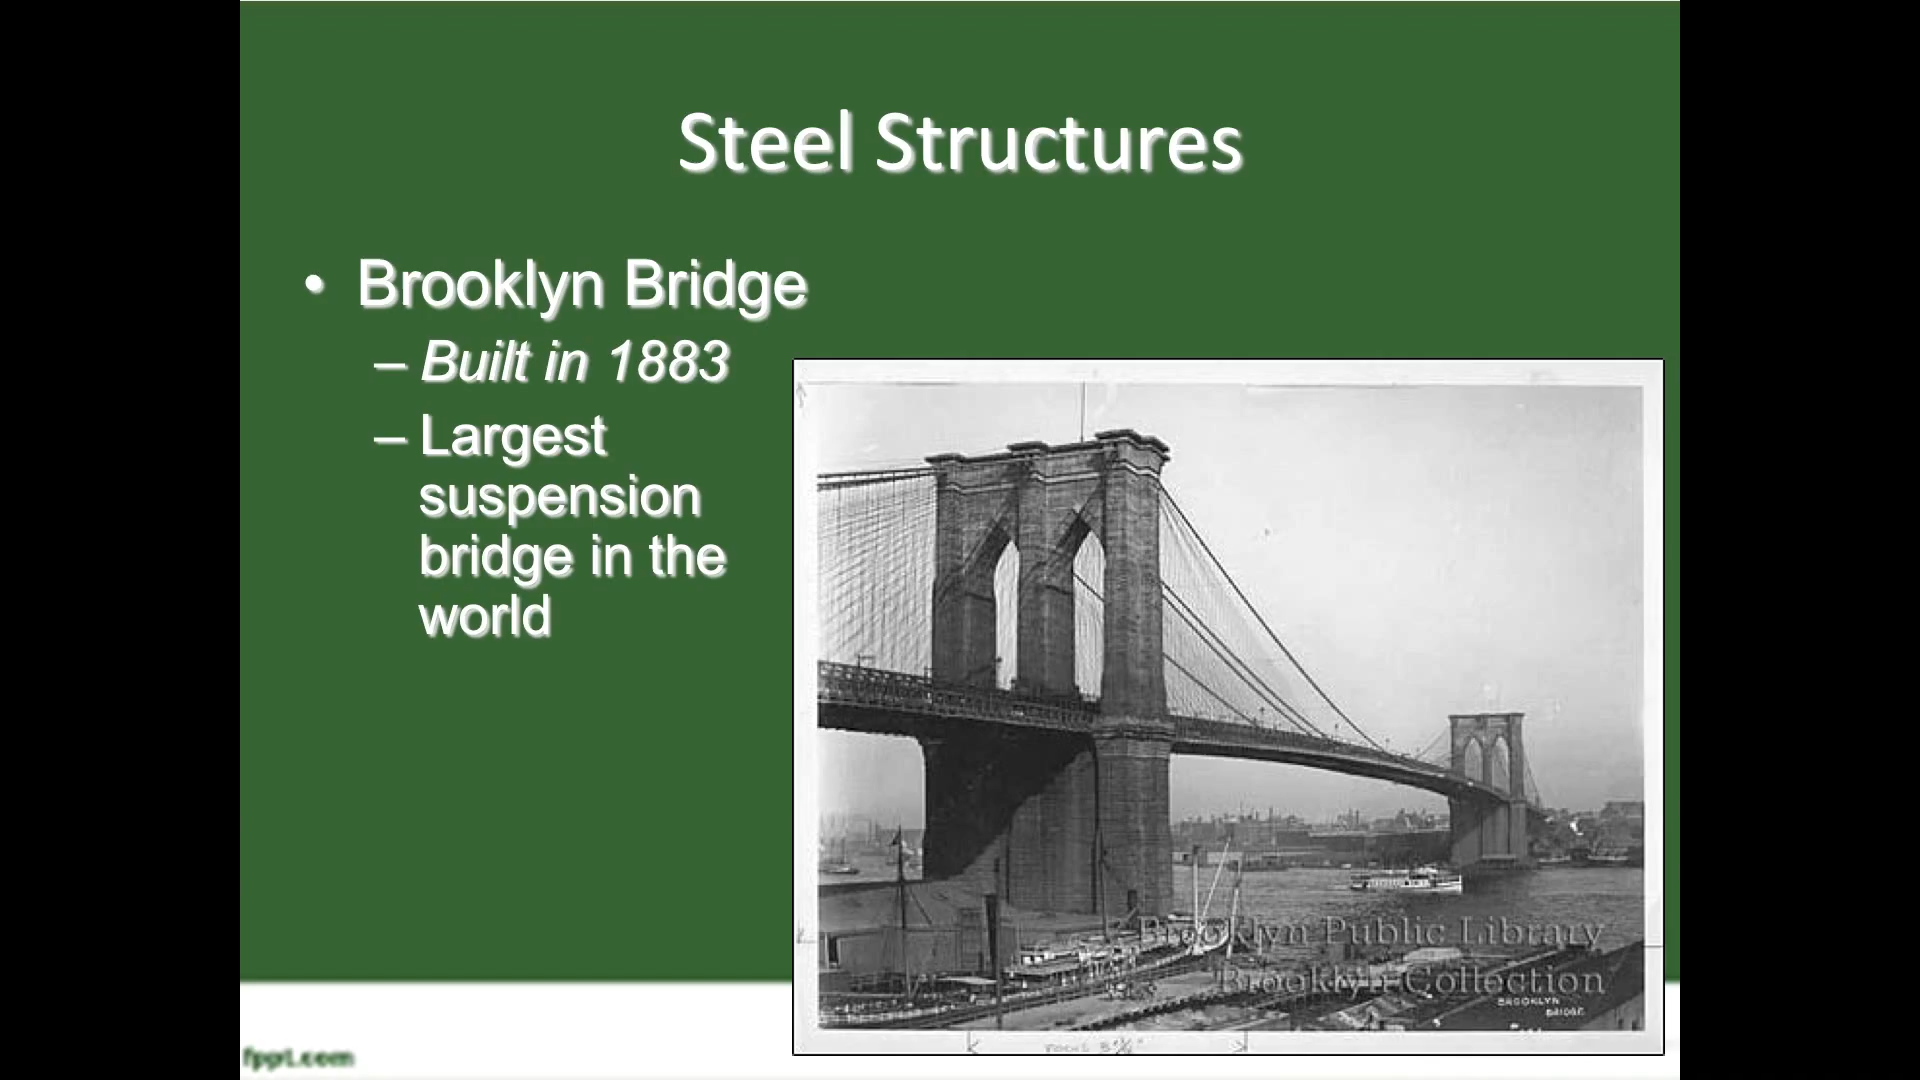 Steel Structures
• Brooklyn Bridge
– Built in 1883
– Largest
suspension
bridge in the
world
Brooklyn Public Library
Brooklyn Collection
BROOKLYN
BRIDGE
fppt.com